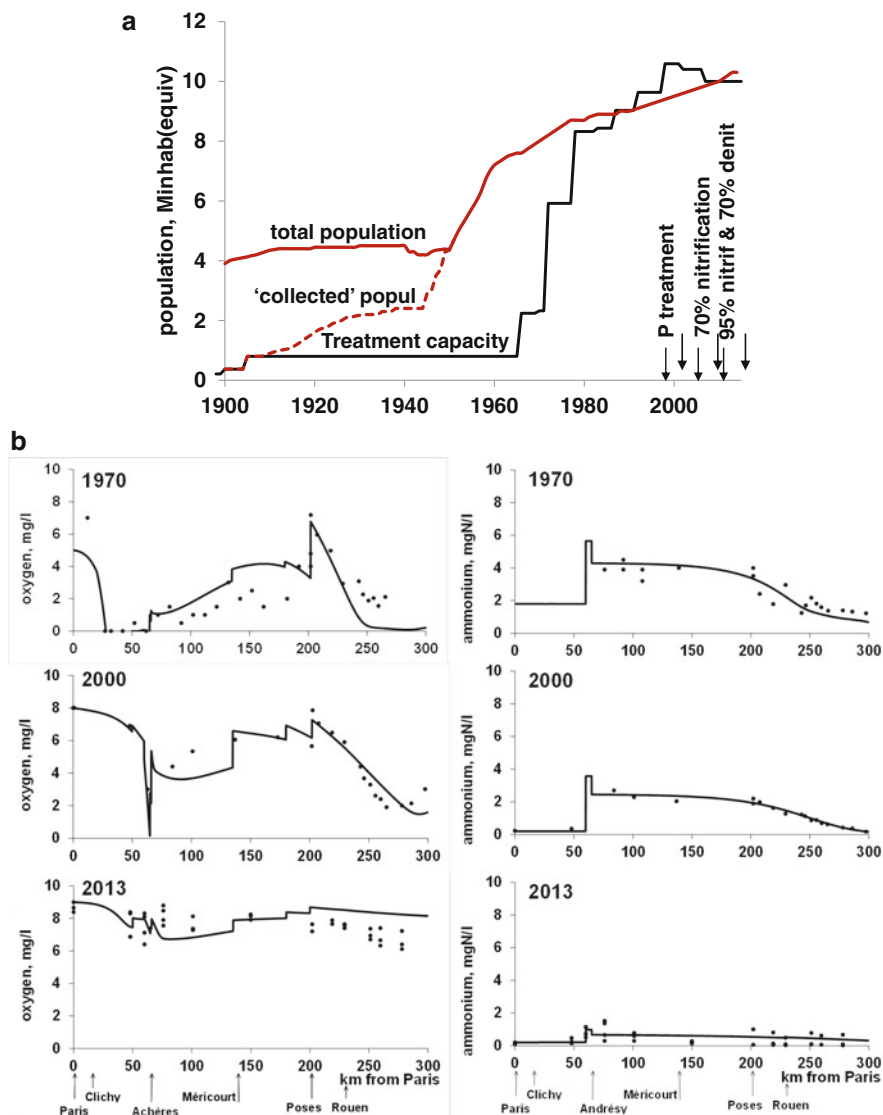 a
12
10
8
6
4
2
0
population, Minhab(equiv)
total population
'collected' popul
Treatment capacity
P treatment
70% nitrification
95% nitrif & 70% denit
1900
1920
1940
1960
1980
2000
b
1970
10
8
6
4
2
0
oxygen, mg/l
0 50 100 150 200 250 300
1970
10
8
6
4
2
0
ammonium, mgN/l
0 50 100 150 200 250 300
2000
10
8
6
4
2
0
oxygen, mg/l
0 50 100 150 200 250 300
2000
10
8
6
4
2
0
ammonium, mgN/l
0 50 100 150 200 250 300
2013
10
8
6
4
2
0
oxygen, mg/l
0 50 100 150 200 250 300
km from Paris
Paris
Clichy
Achères
Méricourt
Poses
Rouen
2013
10
8
6
4
2
0
ammonium, mgN/l
0 50 100 150 200 250 300
km from Paris
Paris
Clichy
Andrésy
Méricourt
Poses
Rouen